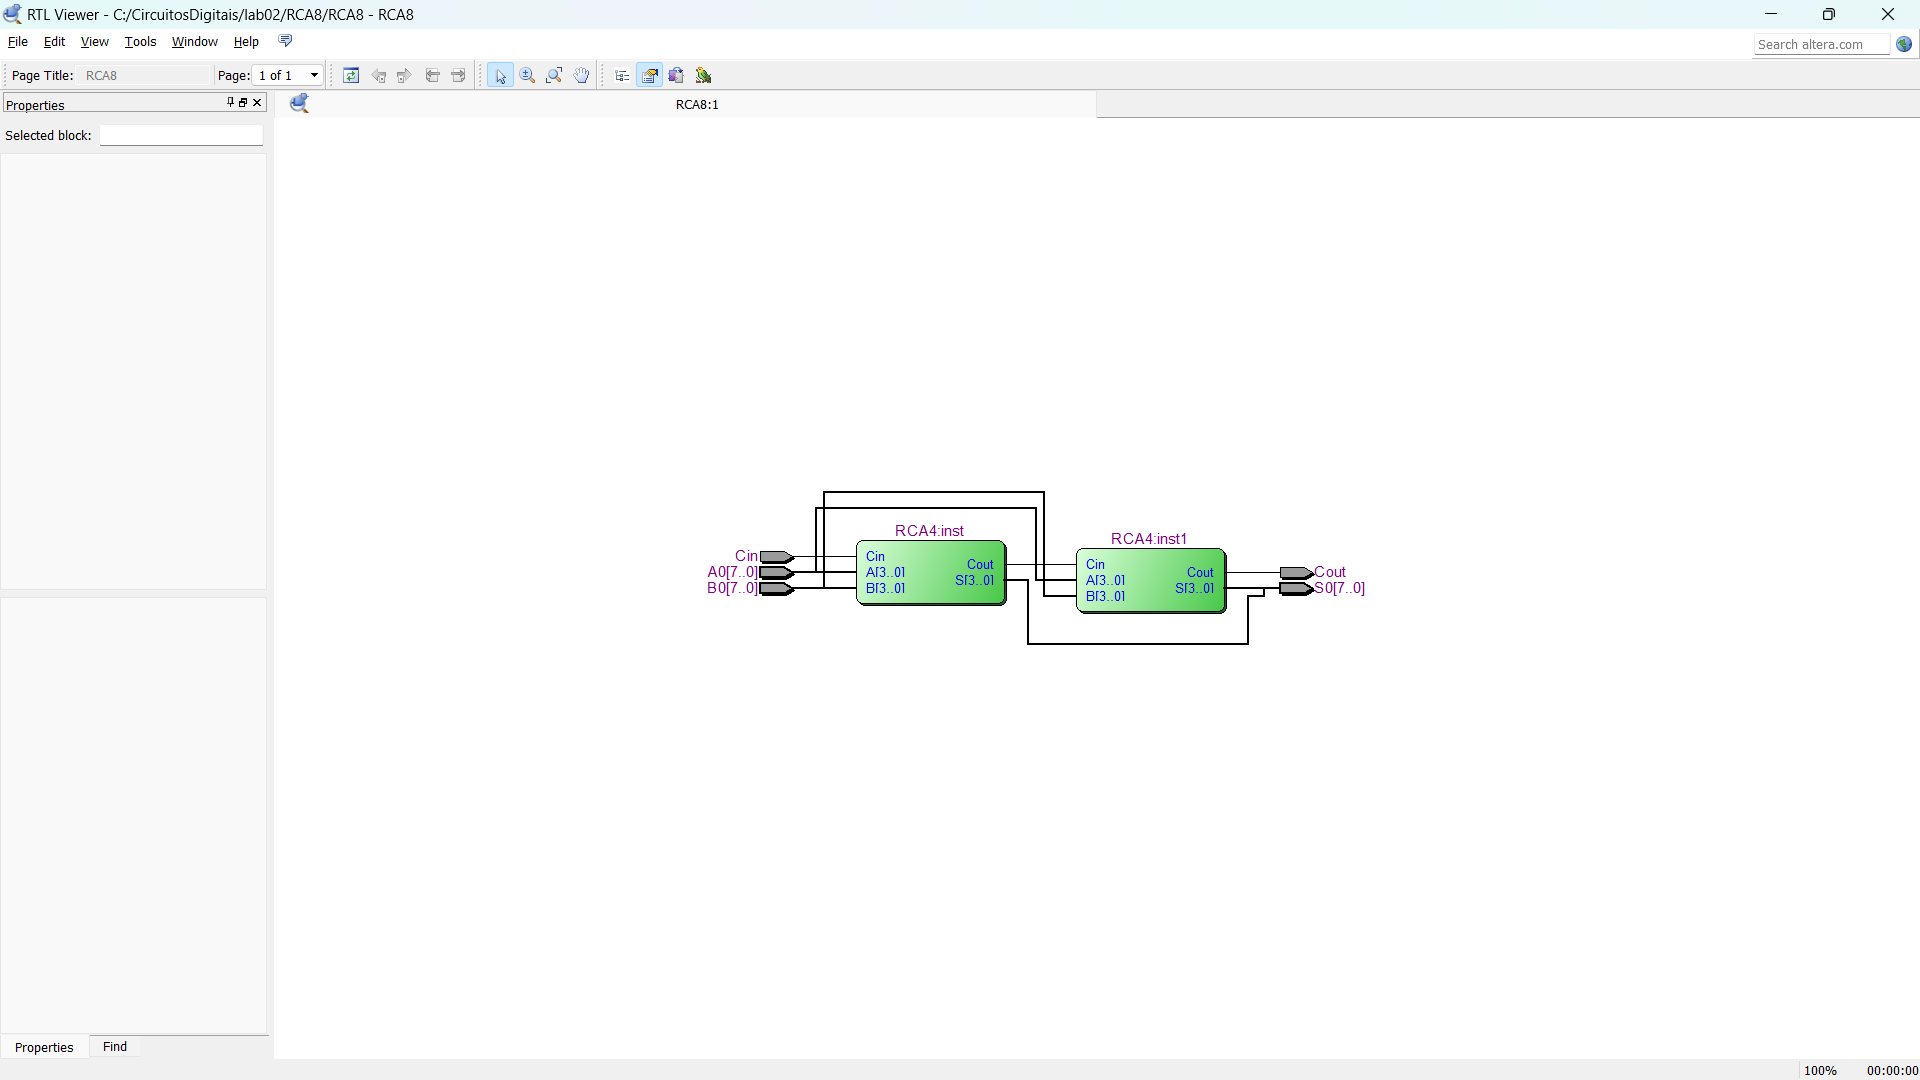 RTL Viewer - C:/CircuitosDigitais/lab02/RCA8/RCA8 - RCA8
File Edit View Tools Window Help
Search altera.com
Page Title: RCA8 Page: 1 of 1
Properties
RCA8:1
Selected block:
RCA4:inst
RCA4:inst1
Cin
A0[7..0]
B0[7..0]
Cin
A[3..0]
B[3..0]
Cout
S[3..0]
Cin
A[3..0]
B[3..0]
Cout
S[3..0]
Cout
S0[7..0]
Properties Find
100% 00:00:00